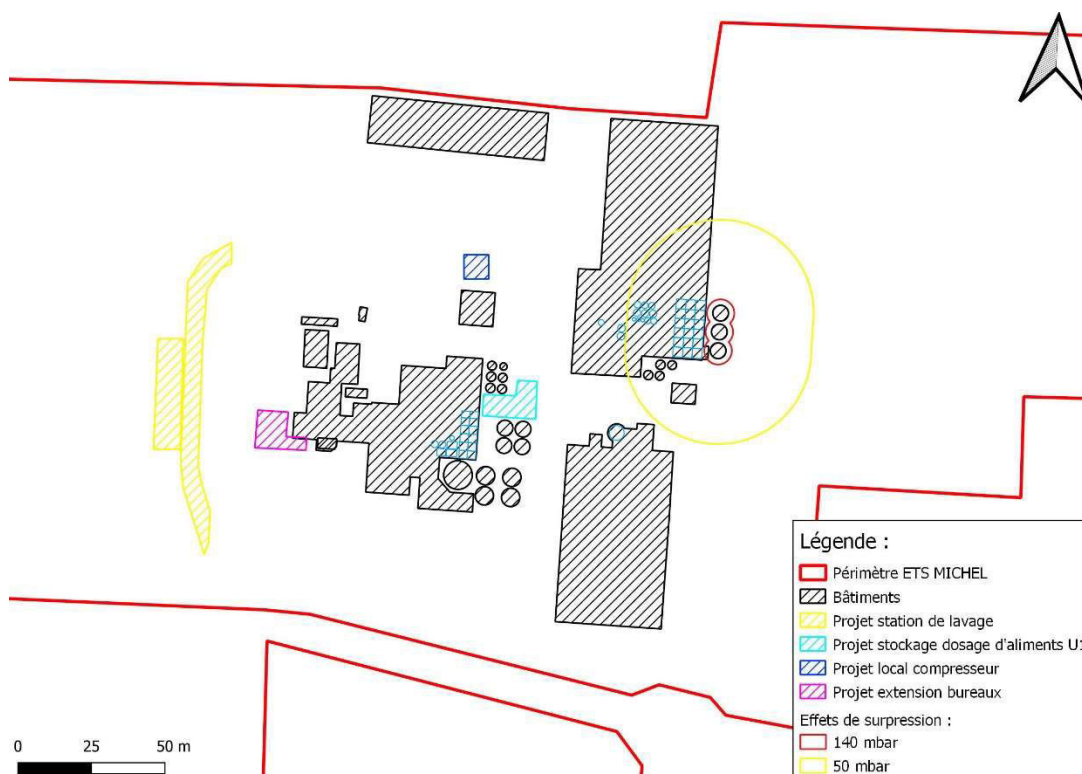 Légende :
Périmètre ETS MICHEL
Bâtiments
Projet station de lavage
Projet stockage dosage d'aliments U1
Projet local compresseur
Projet extension bureaux
Effets de surpression :
140 mbar
50 mbar
0 25 50 m